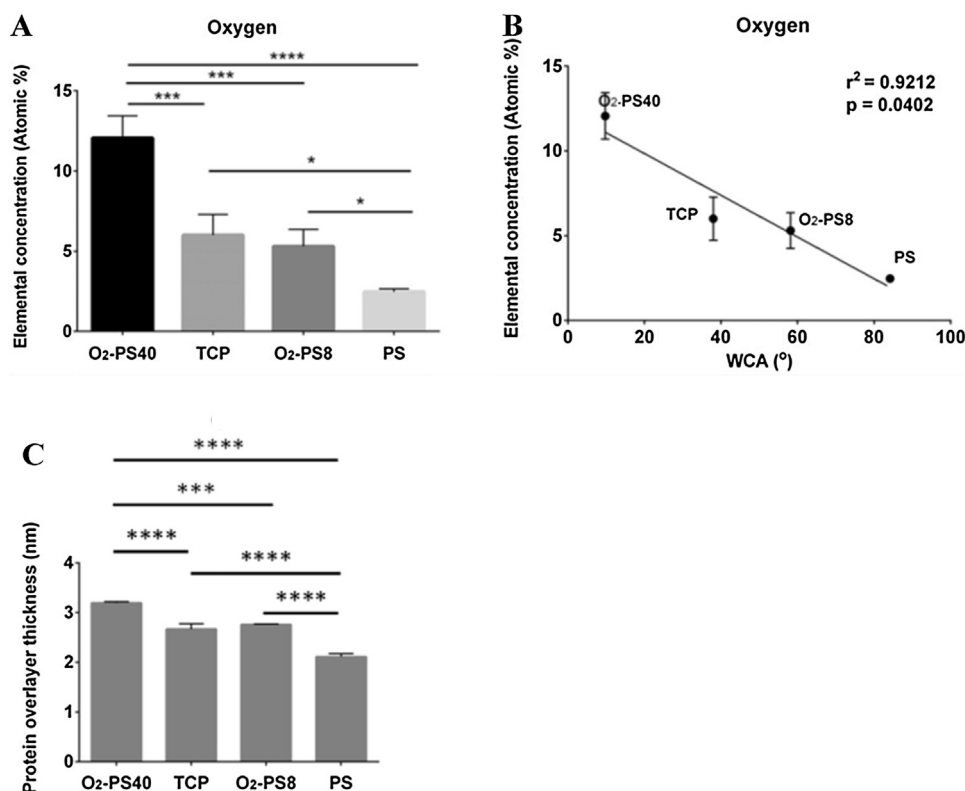 A
Oxygen
Elemental concentration (Atomic %)
15
10
5
0
****
***
***
*
*
O₂-PS40 TCP O₂-PS8 PS
B
Oxygen
Elemental concentration (Atomic %)
15
10
5
0
r² = 0.9212
p = 0.0402
O₂-PS40
TCP
O₂-PS8
PS
0 20 40 60 80 100
WCA (º)
C
Protein overlayer thickness (nm)
4
3
2
1
0
****
***
****
****
****
O₂-PS40 TCP O₂-PS8 PS